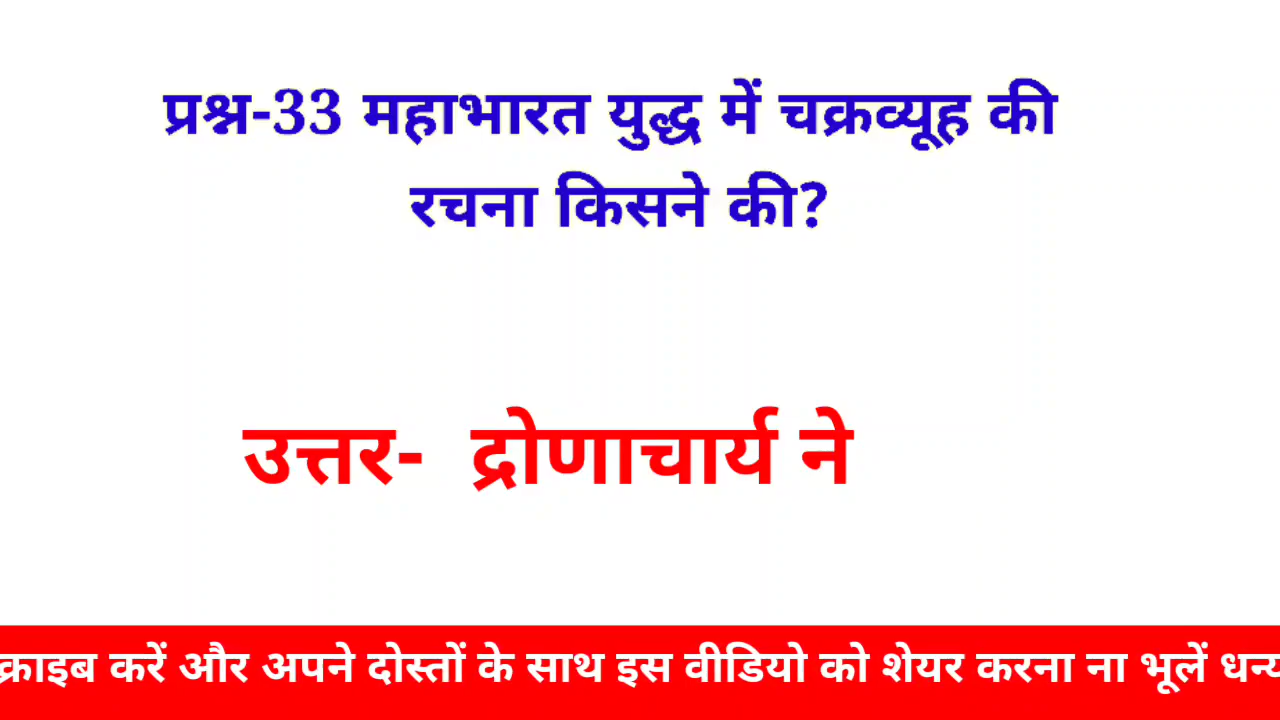 प्रश्न-33 महाभारत युद्ध में चक्रव्यूह की
रचना किसने की?
उत्तर- द्रोणाचार्य ने
करें और अपने दोस्तों के साथ इस वीडियो को शेयर करना ना भूलें